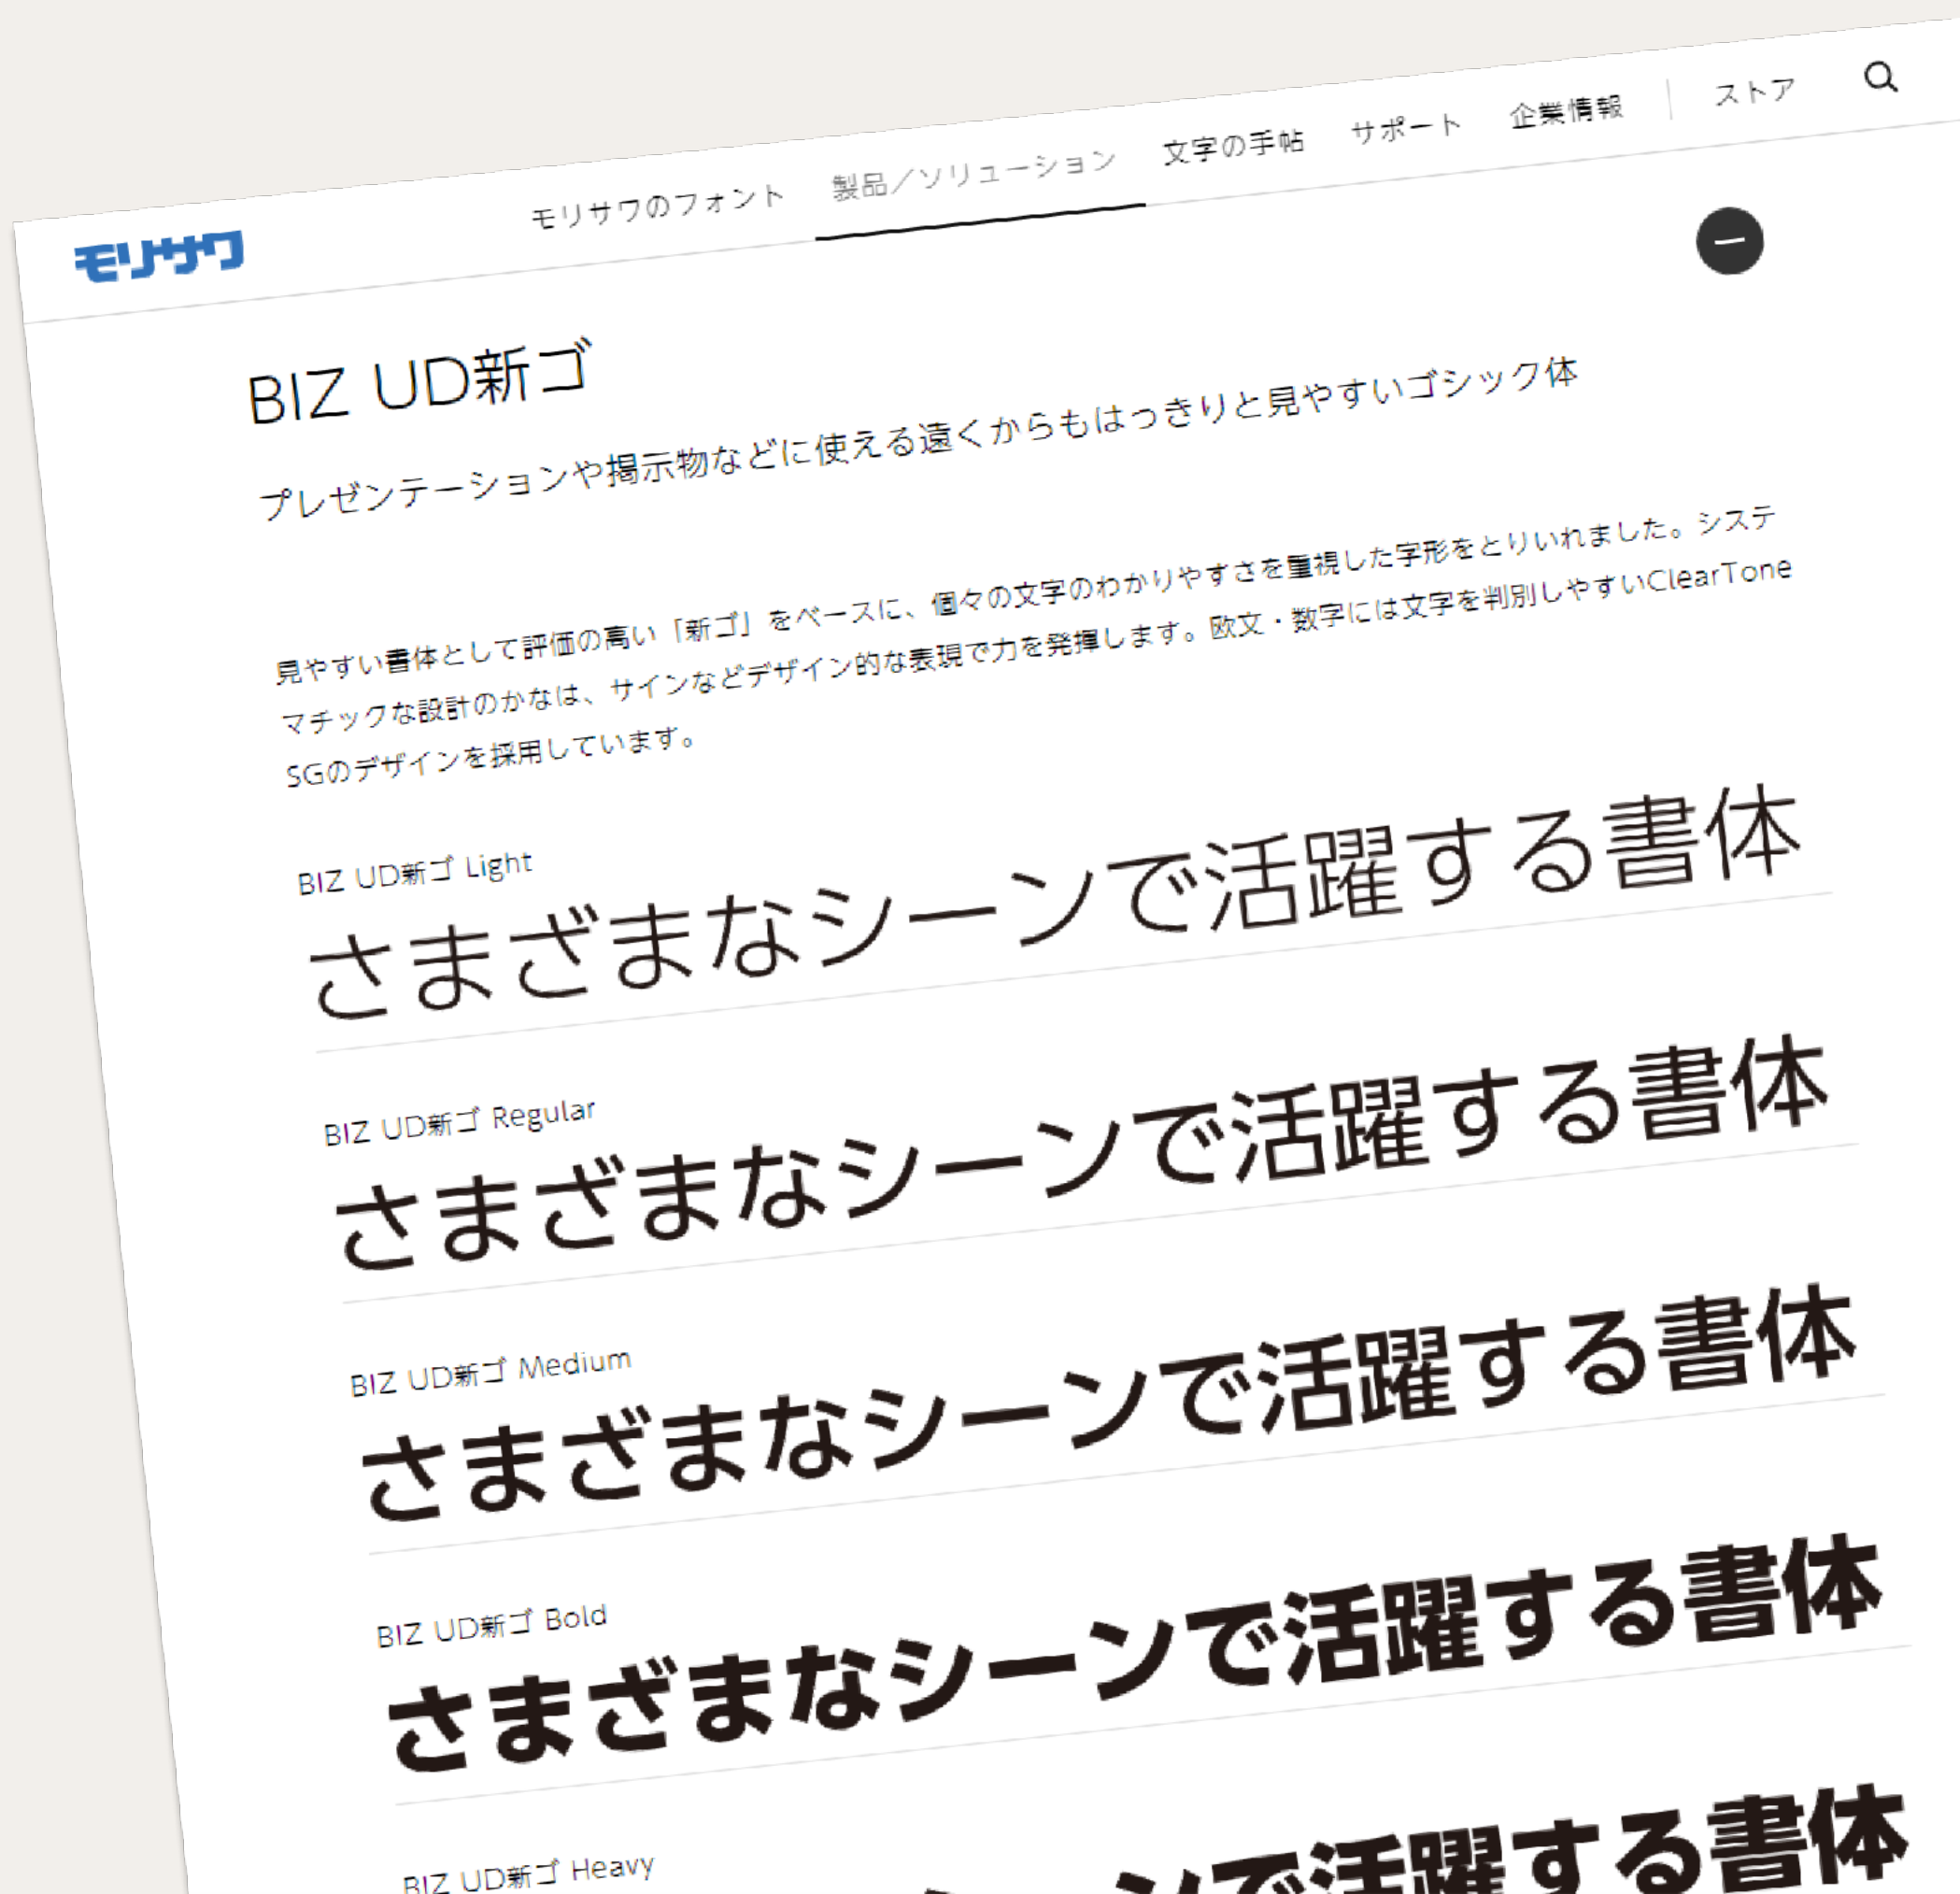 モリサワ
モリサワのフォント 製品／ソリューション 文字の手帖 サポート 企業情報 ストア
BIZ UD新ゴ
プレゼンテーションや掲示物などに使える遠くからもはっきりと見やすいゴシック体
見やすい書体として評価の高い「新ゴ」をベースに、個々の文字のわかりやすさを重視した字形をとりいれました。システ
マチックな設計のかなは、サインなどデザイン的な表現で力を発揮します。欧文・数字には文字を判別しやすいClearTone
SGのデザインを採用しています。
BIZ UD新ゴ Light
さまざまなシーンで活躍する書体
BIZ UD新ゴ Regular
さまざまなシーンで活躍する書体
BIZ UD新ゴ Medium
さまざまなシーンで活躍する書体
BIZ UD新ゴ Bold
さまざまなシーンで活躍する書体
BIZ UD新ゴ Heavy
ンで活躍する書体